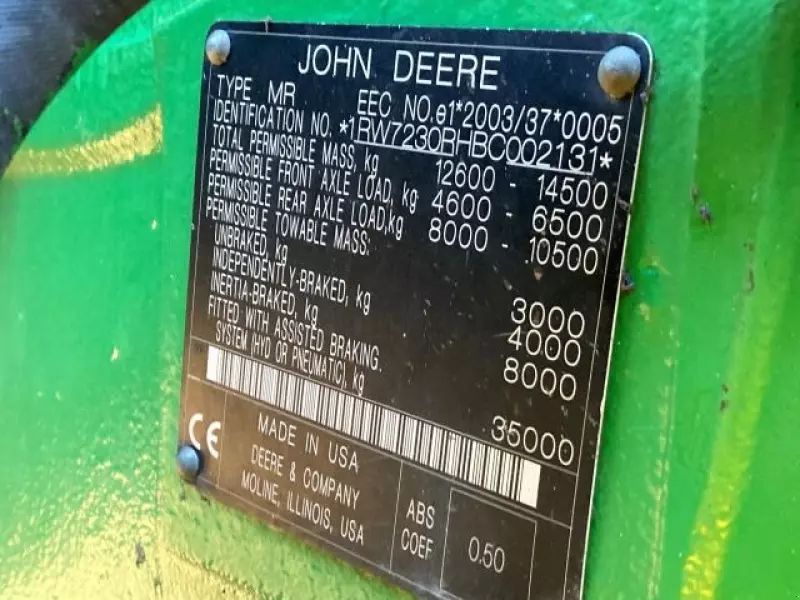 JOHN DEERE
TYPE MR EEC NO.e1*2003/37*0005
IDENTIFICATION NO. *1RW7230RHBC002131*
TOTAL PERMISSIBLE MASS, kg 12600 - 14500
PERMISSIBLE FRONT AXLE LOAD, kg 4600 - 6500
PERMISSIBLE REAR AXLE LOAD,kg 8000 - 10500
PERMISSIBLE TOWABLE MASS:
UNBRAKED, kg 3000
INDEPENDENTLY-BRAKED, kg 4000
INERTIA-BRAKED, kg 8000
FITTED WITH ASSISTED BRAKING.
SYSTEM (HYD OR PNEUMATIC), kg 35000
CE
MADE IN USA
DEERE & COMPANY
MOLINE, ILLINOIS, USA
ABS
COEF
0.50